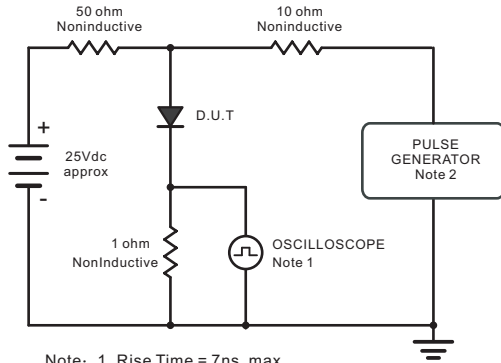 50 ohm
Noninductive
10 ohm
Noninductive
D.U.T
+
25Vdc
approx
-
PULSE
GENERATOR
Note 2
1 ohm
NonInductive
OSCILLOSCOPE
Note 1
Note: 1. Rise Time = 7ns max.